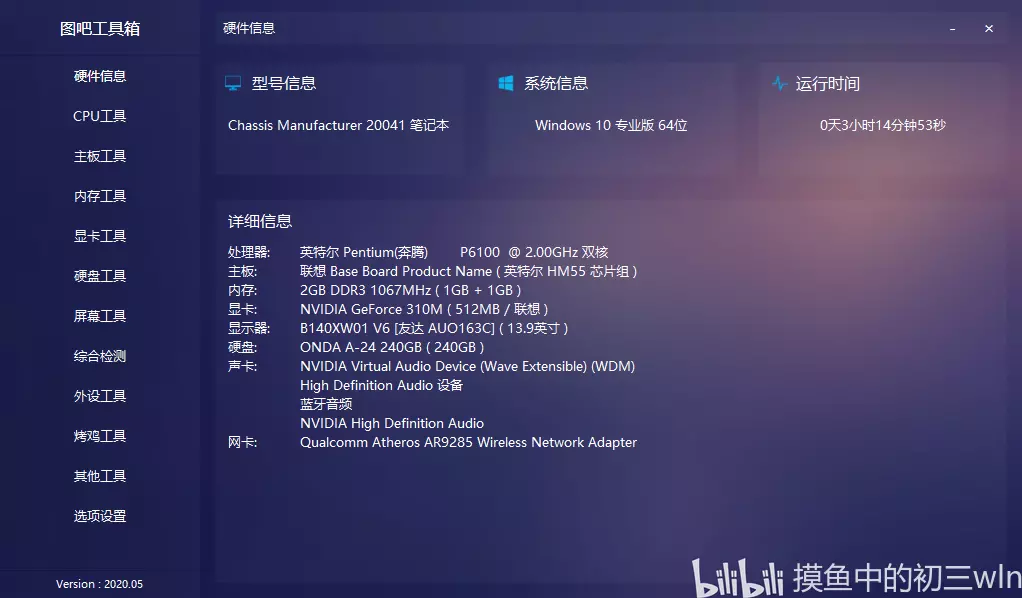 图吧工具箱
硬件信息
CPU工具
主板工具
内存工具
显卡工具
硬盘工具
屏幕工具
综合检测
外设工具
烤鸡工具
其他工具
选项设置
Version : 2020.05
硬件信息
型号信息
Chassis Manufacturer 20041 笔记本
系统信息
Windows 10 专业版 64位
运行时间
0天3小时14分钟53秒
详细信息
处理器: 英特尔 Pentium(奔腾) P6100 @ 2.00GHz 双核
主板: 联想 Base Board Product Name ( 英特尔 HM55 芯片组 )
内存: 2GB DDR3 1067MHz ( 1GB + 1GB )
显卡: NVIDIA GeForce 310M ( 512MB / 联想 )
显示器: B140XW01 V6 [友达 AUO163C] ( 13.9英寸 )
硬盘: ONDA A-24 240GB ( 240GB )
声卡: NVIDIA Virtual Audio Device (Wave Extensible) (WDM)
High Definition Audio 设备
蓝牙音频
NVIDIA High Definition Audio
网卡: Qualcomm Atheros AR9285 Wireless Network Adapter
bilibili 摸鱼中的初三win